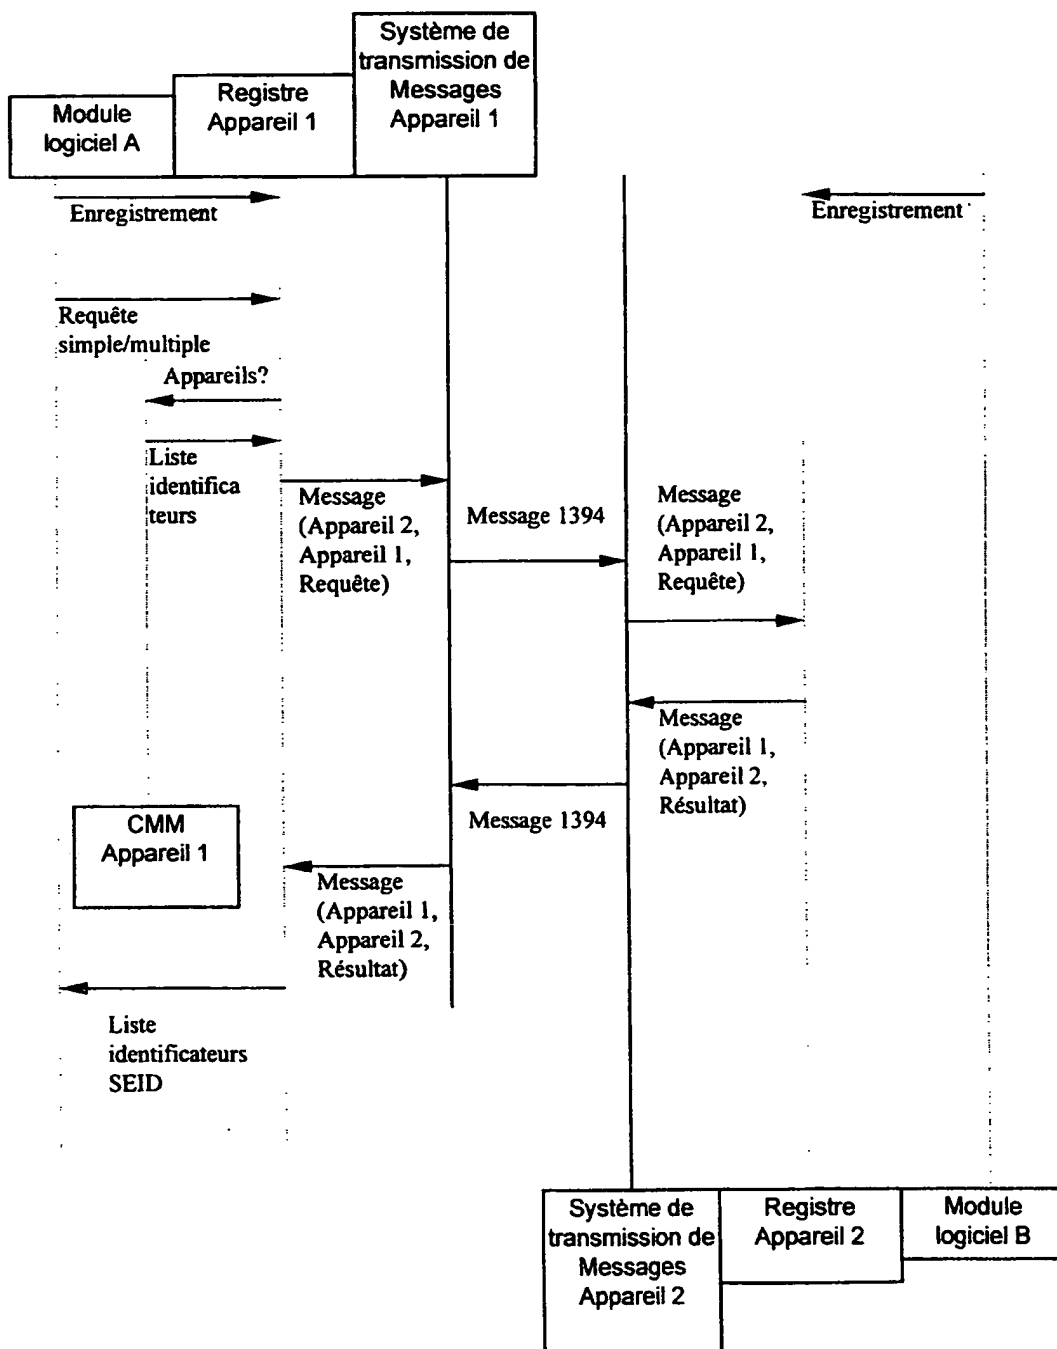 Système de
transmission de
Messages
Appareil 1
Registre
Appareil 1
Module
logiciel A
Enregistrement
Enregistrement
Requête
simple/multiple
Appareils?
Liste
identifica
teurs
Message
(Appareil 2,
Appareil 1,
Requête)
Message 1394
Message
(Appareil 2,
Appareil 1,
Requête)
Message
(Appareil 1,
Appareil 2,
Résultat)
Message 1394
CMM
Appareil 1
Message
(Appareil 1,
Appareil 2,
Résultat)
Liste
identificateurs
SEID
Système de
transmission de
Messages
Appareil 2
Registre
Appareil 2
Module
logiciel B